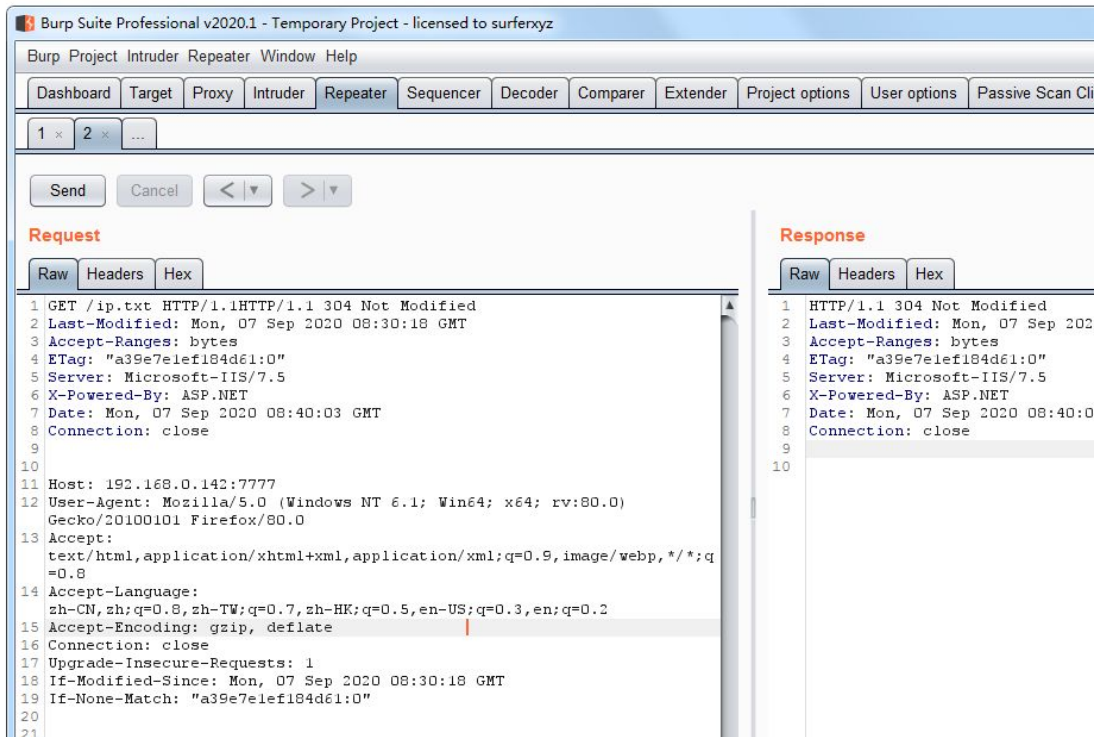 Burp Suite Professional v2020.1 - Temporary Project - licensed to surferxyz
Burp Project Intruder Repeater Window Help
Dashboard Target Proxy Intruder Repeater Sequencer Decoder Comparer Extender Project options User options Passive Scan Cli
1 × 2 × ...
Send Cancel < ▼ > ▼
Request
Raw Headers Hex
1 GET /ip.txt HTTP/1.1HTTP/1.1 304 Not Modified
2 Last-Modified: Mon, 07 Sep 2020 08:30:18 GMT
3 Accept-Ranges: bytes
4 ETag: "a39e7e1ef184d61:0"
5 Server: Microsoft-IIS/7.5
6 X-Powered-By: ASP.NET
7 Date: Mon, 07 Sep 2020 08:40:03 GMT
8 Connection: close
9
10
11 Host: 192.168.0.142:7777
12 User-Agent: Mozilla/5.0 (Windows NT 6.1; Win64; x64; rv:80.0)
Gecko/20100101 Firefox/80.0
13 Accept:
text/html,application/xhtml+xml,application/xml;q=0.9,image/webp,*/*;q
=0.8
14 Accept-Language:
zh-CN,zh;q=0.8,zh-TW;q=0.7,zh-HK;q=0.5,en-US;q=0.3,en;q=0.2
15 Accept-Encoding: gzip, deflate
16 Connection: close
17 Upgrade-Insecure-Requests: 1
18 If-Modified-Since: Mon, 07 Sep 2020 08:30:18 GMT
19 If-None-Match: "a39e7e1ef184d61:0"
20
21
Response
Raw Headers Hex
1 HTTP/1.1 304 Not Modified
2 Last-Modified: Mon, 07 Sep 202
3 Accept-Ranges: bytes
4 ETag: "a39e7e1ef184d61:0"
5 Server: Microsoft-IIS/7.5
6 X-Powered-By: ASP.NET
7 Date: Mon, 07 Sep 2020 08:40:0
8 Connection: close
9
10